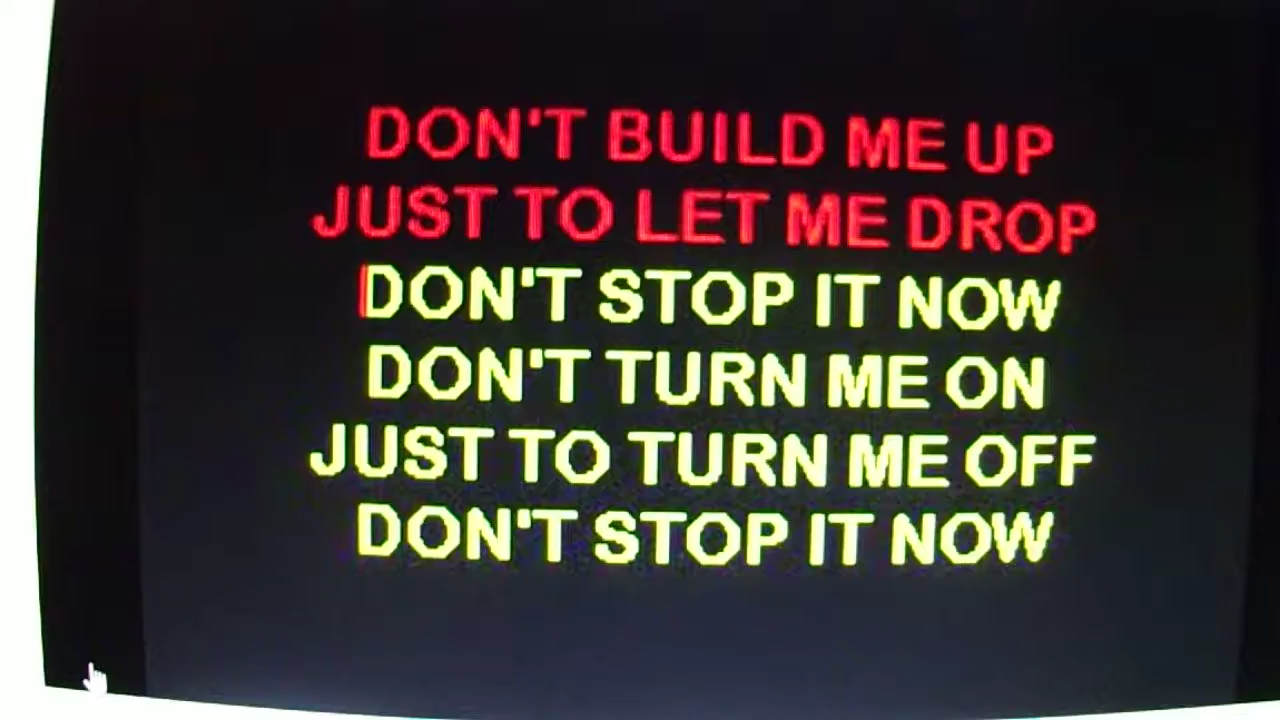 DON'T BUILD ME UP
JUST TO LET ME DROP
DON'T STOP IT NOW
DON'T TURN ME ON
JUST TO TURN ME OFF
DON'T STOP IT NOW